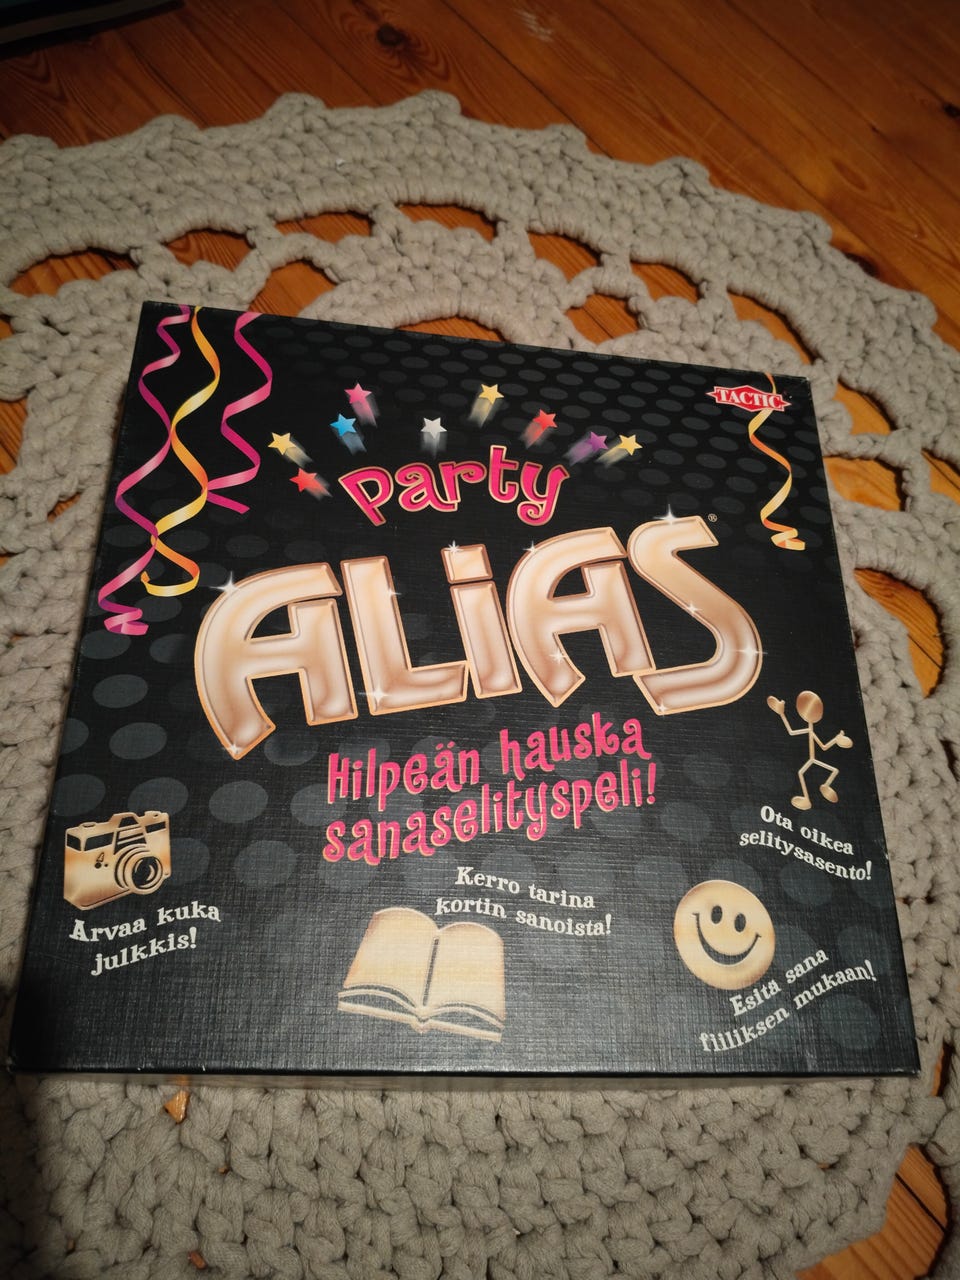 TACTIC
Party
ALiAS®
Hilpeän hauska
sanaselityspeli!
Ota oikea
selitysasento!
Kerro tarina
kortin sanoista!
Arvaa kuka
julkkis!
Esitä sana
fiiliksen mukaan!